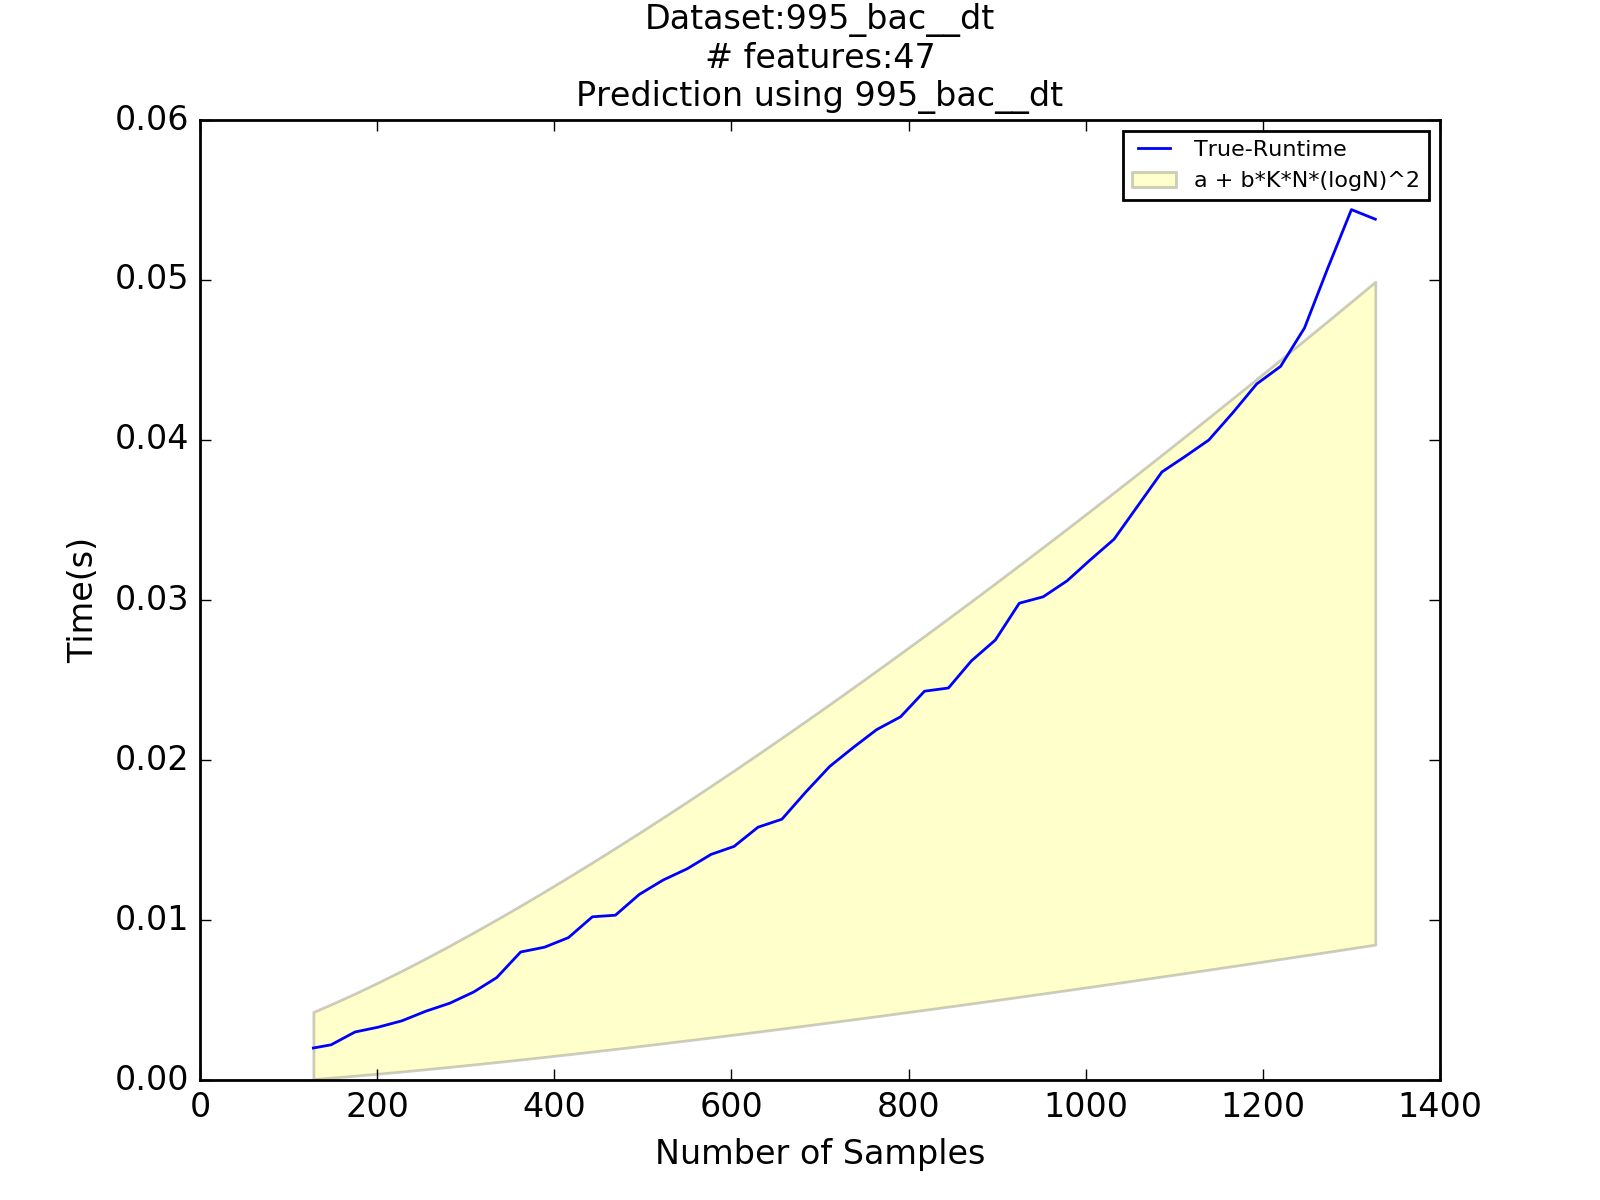 Dataset:995_bac__dt
# features:47
Prediction using 995_bac__dt
0.06
0.05
0.04
0.03
0.02
0.01
0.00
Time(s)
True-Runtime
a + b*K*N*(logN)^2
0 200 400 600 800 1000 1200 1400
Number of Samples